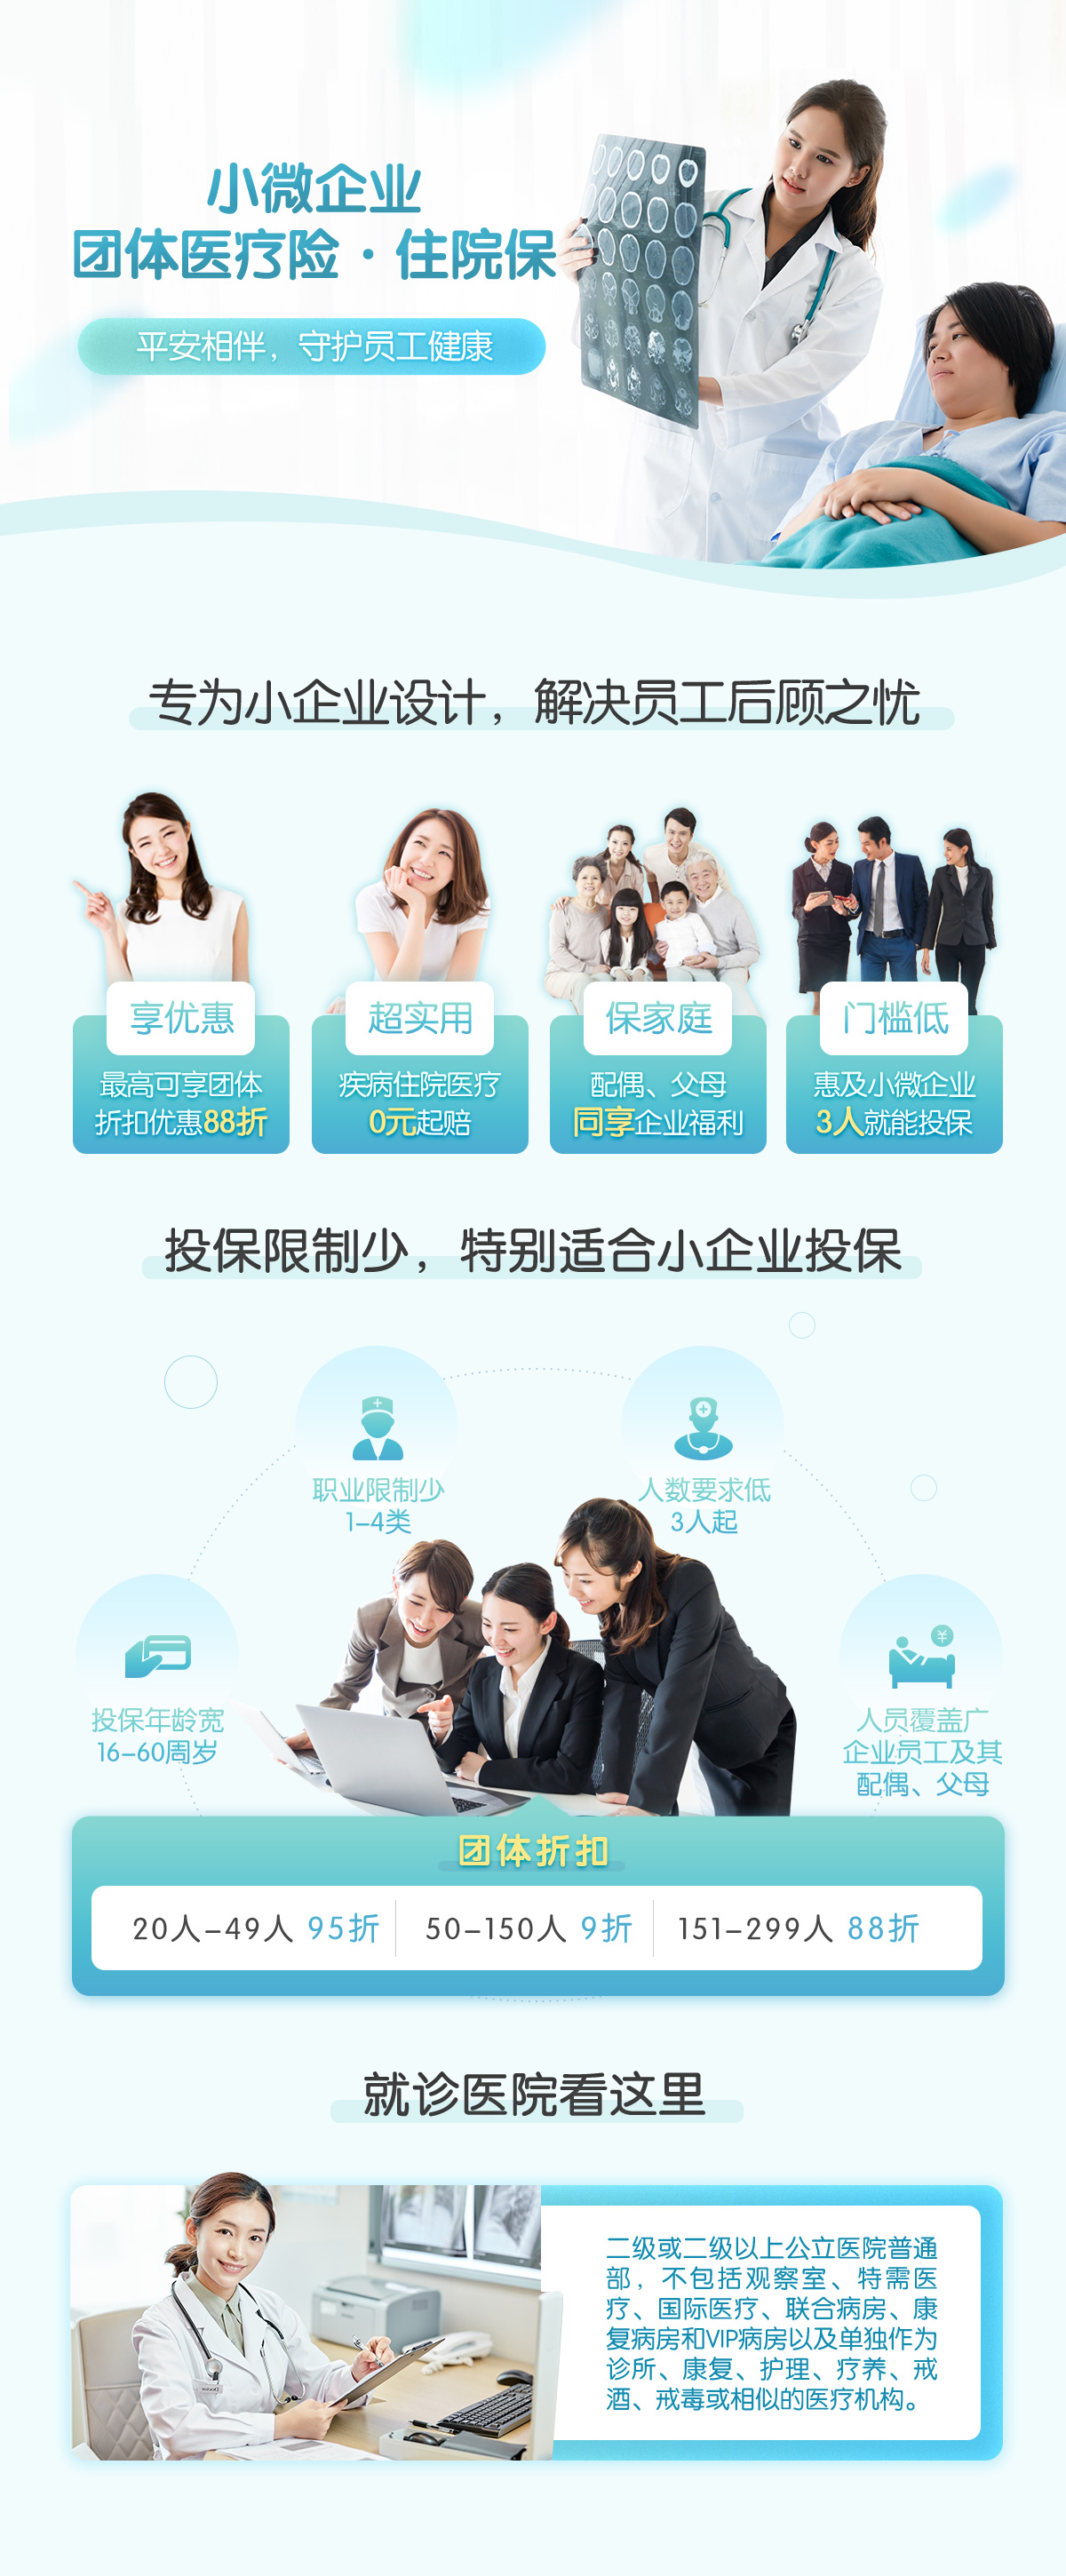 小微企业
团体医疗险·住院保
平安相伴，守护员工健康
专为小企业设计，解决员工后顾之忧
享优惠
最高可享团体
折扣优惠88折
超实用
疾病住院医疗
0元起赔
保家庭
配偶、父母
同享企业福利
门槛低
惠及小微企业
3人就能投保
投保限制少，特别适合小企业投保
职业限制少
1-4类
人数要求低
3人起
投保年龄宽
16-60周岁
人员覆盖广
企业员工及其
配偶、父母
团体折扣
20人-49人 95折
50-150人 9折
151-299人 88折
就诊医院看这里
二级或二级以上公立医院普通
部，不包括观察室、特需医
疗、国际医疗、联合病房、康
复病房和VIP病房以及单独作为
诊所、康复、护理、疗养、戒
酒、戒毒或相似的医疗机构。